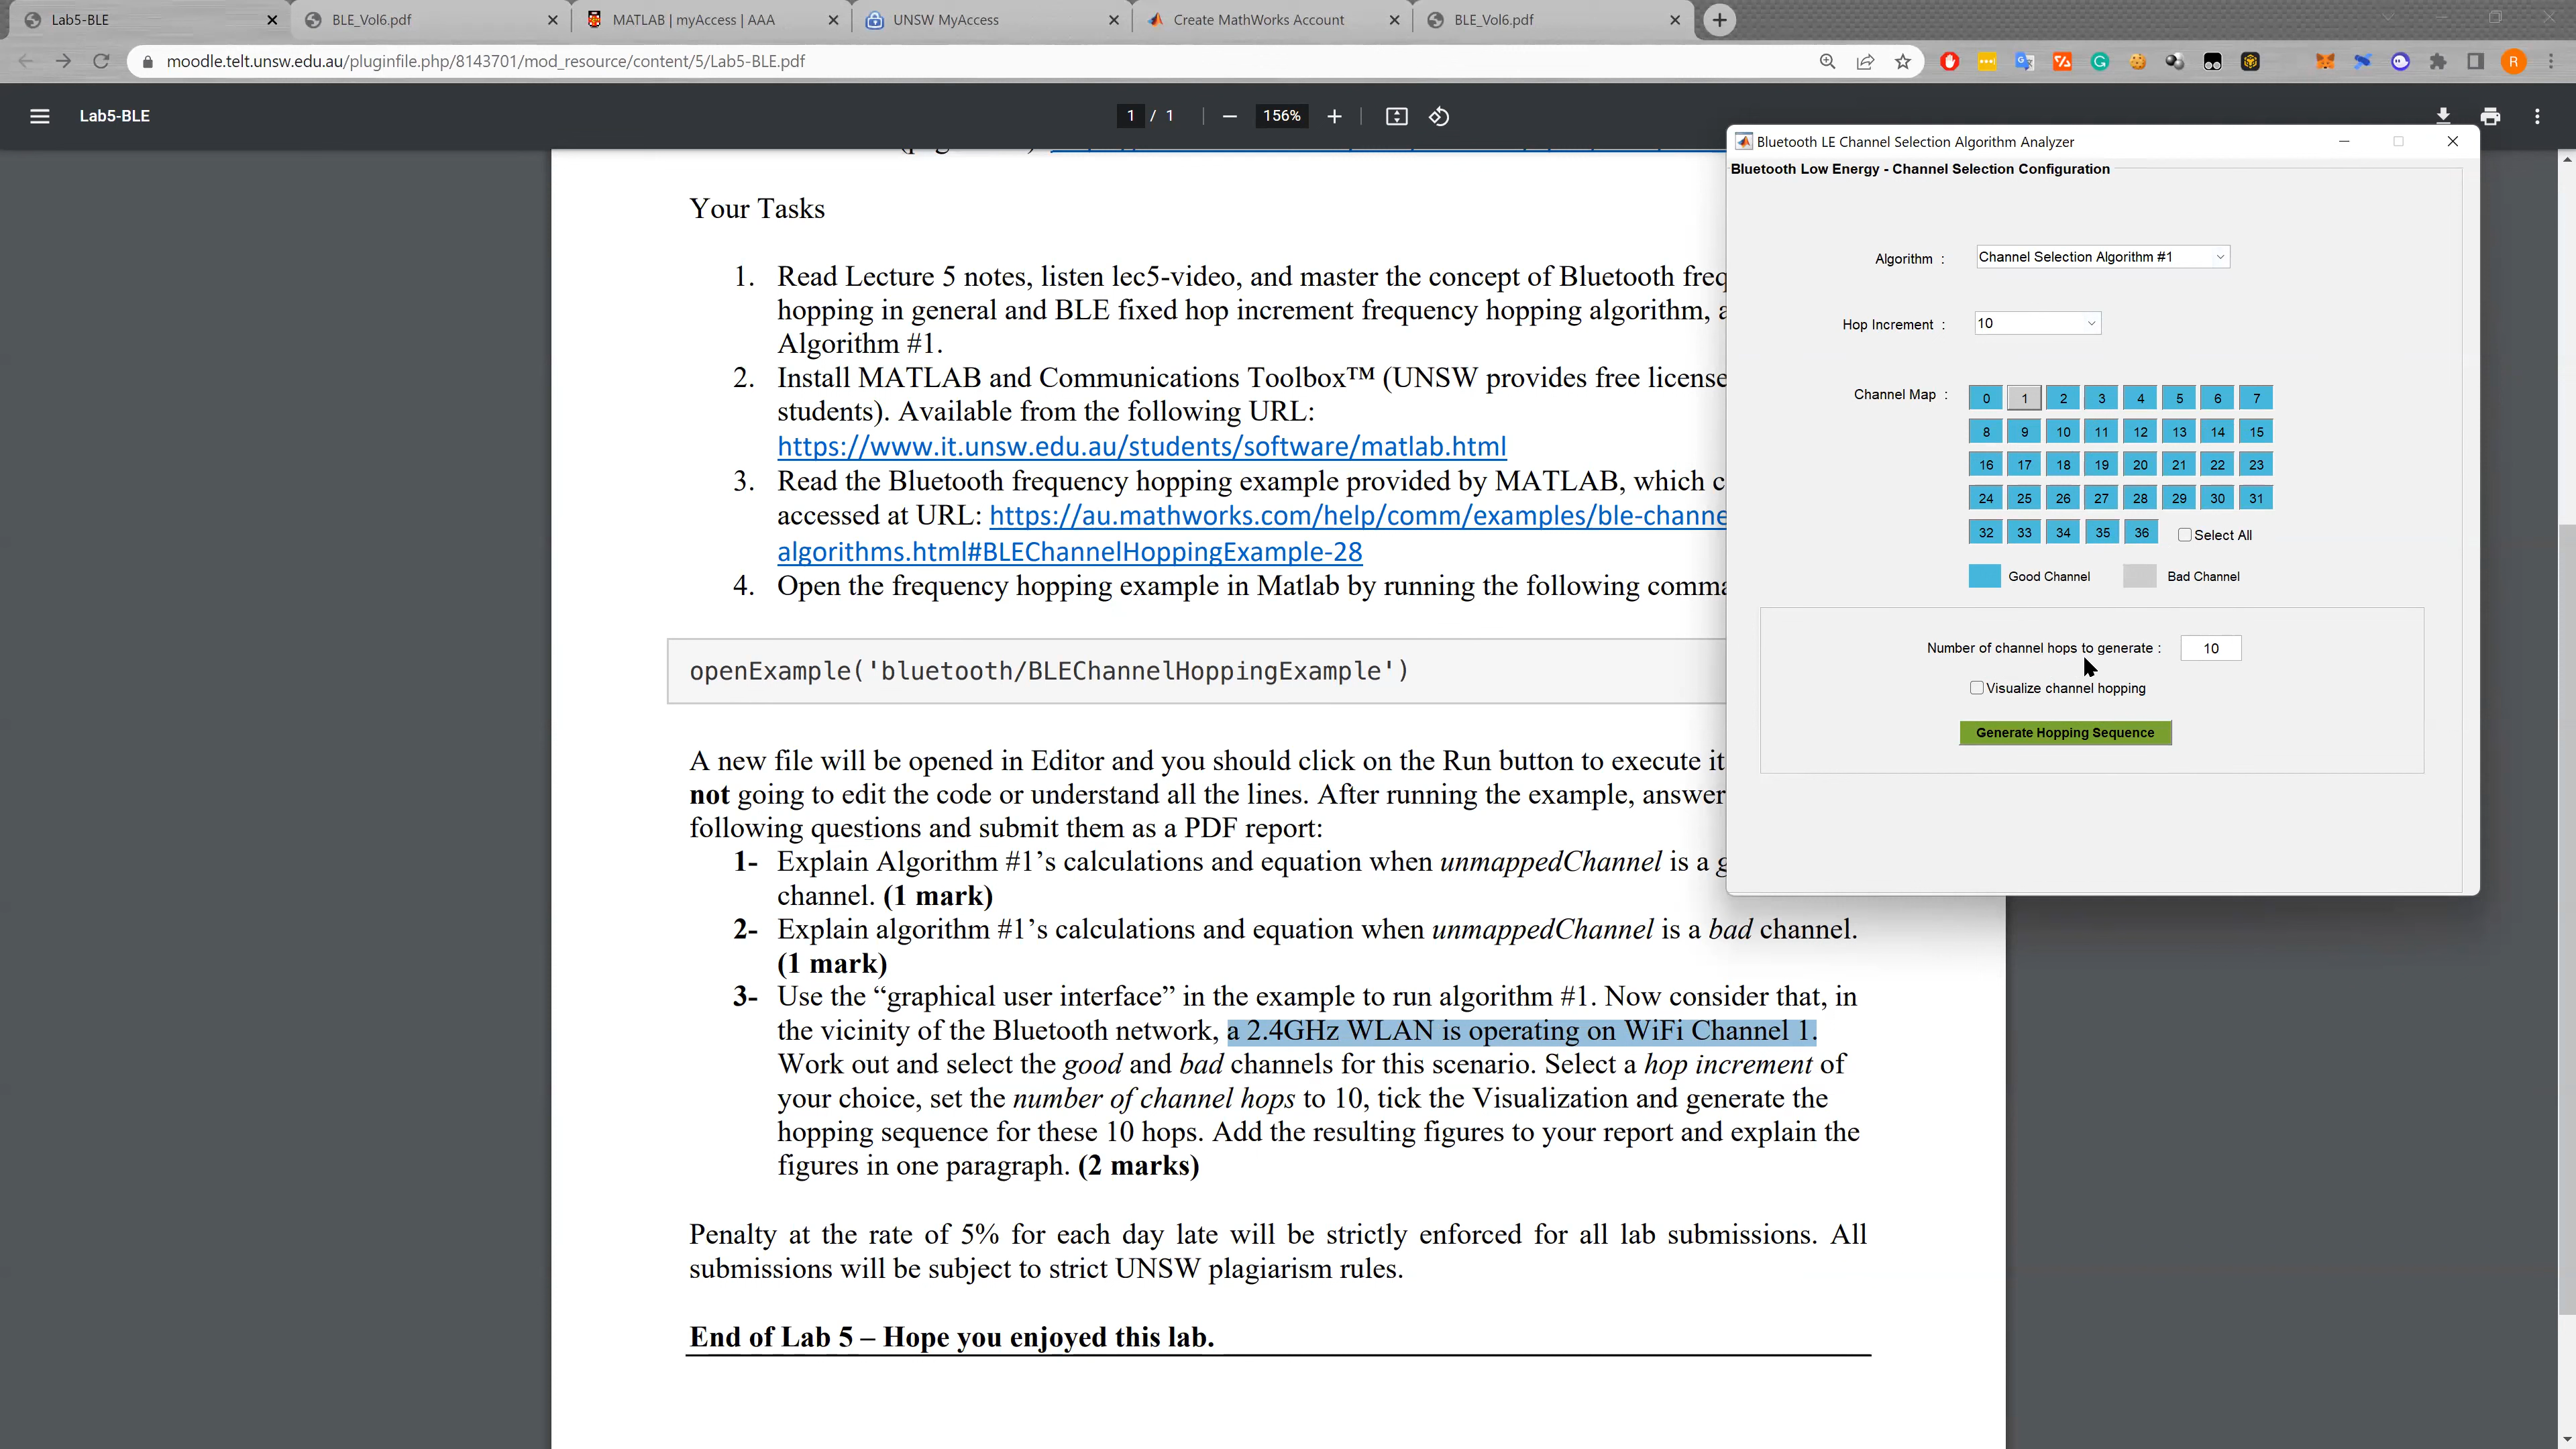 Lab5-BLE
BLE_Vol6.pdf
MATLAB | myAccess | AAA
UNSW MyAccess
Create MathWorks Account
BLE_Vol6.pdf
moodle.telt.unsw.edu.au/pluginfile.php/8143701/mod_resource/content/5/Lab5-BLE.pdf
R
Lab5-BLE
1 / 1
156%
Your Tasks
1. Read Lecture 5 notes, listen lec5-video, and master the concept of Bluetooth freq
hopping in general and BLE fixed hop increment frequency hopping algorithm, a
Algorithm #1.
2. Install MATLAB and Communications Toolbox™ (UNSW provides free license
students). Available from the following URL:
https://www.it.unsw.edu.au/students/software/matlab.html
3. Read the Bluetooth frequency hopping example provided by MATLAB, which c
accessed at URL: https://au.mathworks.com/help/comm/examples/ble-channe
algorithms.html#BLEChannelHoppingExample-28
4. Open the frequency hopping example in Matlab by running the following comma
openExample('bluetooth/BLEChannelHoppingExample')
A new file will be opened in Editor and you should click on the Run button to execute it
not going to edit the code or understand all the lines. After running the example, answer
following questions and submit them as a PDF report:
1- Explain Algorithm #1's calculations and equation when unmappedChannel is a g
channel. (1 mark)
2- Explain algorithm #1's calculations and equation when unmappedChannel is a bad channel.
(1 mark)
3- Use the “graphical user interface” in the example to run algorithm #1. Now consider that, in
the vicinity of the Bluetooth network, a 2.4GHz WLAN is operating on WiFi Channel 1.
Work out and select the good and bad channels for this scenario. Select a hop increment of
your choice, set the number of channel hops to 10, tick the Visualization and generate the
hopping sequence for these 10 hops. Add the resulting figures to your report and explain the
figures in one paragraph. (2 marks)
Penalty at the rate of 5% for each day late will be strictly enforced for all lab submissions. All
submissions will be subject to strict UNSW plagiarism rules.
End of Lab 5 – Hope you enjoyed this lab.
Bluetooth LE Channel Selection Algorithm Analyzer
Bluetooth Low Energy - Channel Selection Configuration
Algorithm : Channel Selection Algorithm #1
Hop Increment : 10
Channel Map : 0 1 2 3 4 5 6 7
8 9 10 11 12 13 14 15
16 17 18 19 20 21 22 23
24 25 26 27 28 29 30 31
32 33 34 35 36 Select All
Good Channel Bad Channel
Number of channel hops to generate : 10
Visualize channel hopping
Generate Hopping Sequence